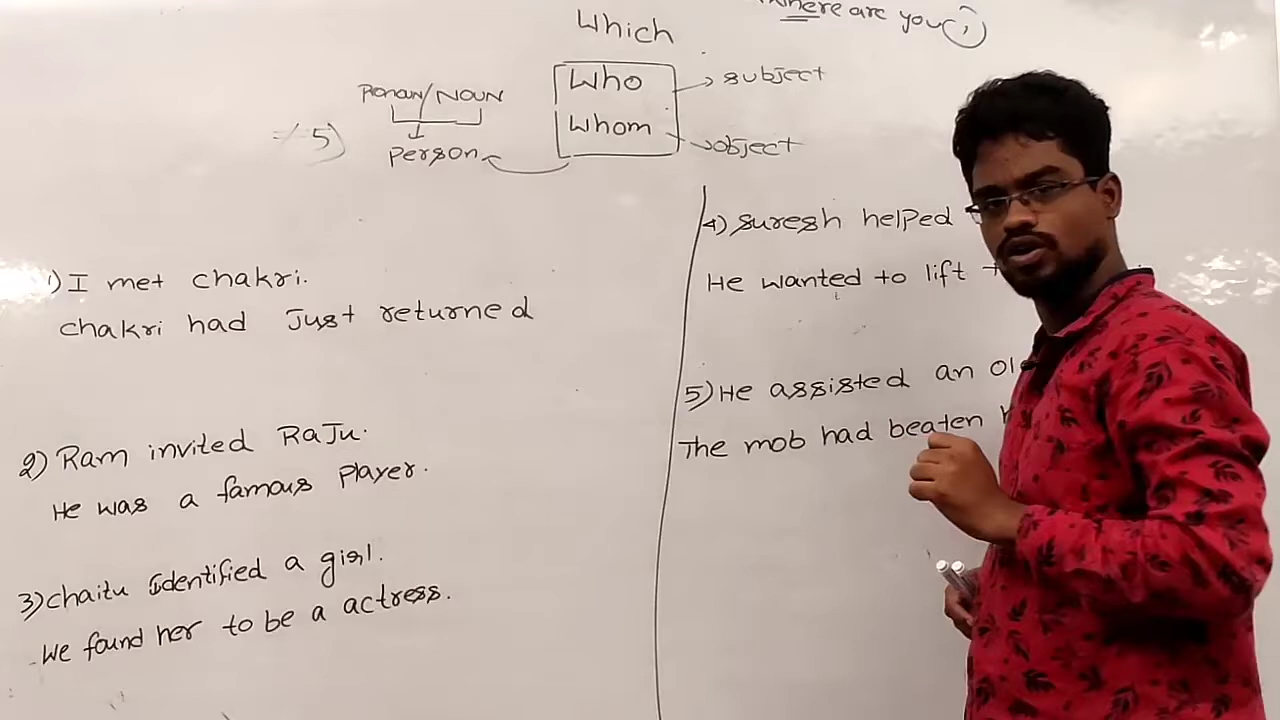 where are you ;
Which
Who
Whom
subject
object
Pronoun/NOUN
5)
Person
1) I met chakri.
chakri had Just returned
2) Ram invited RaJu.
He was a famous Player.
3) chaitu Identified a girl.
We found her to be a actress.
4) suresh helped
He wanted to lift
5) He assisted an
The mob had beaten